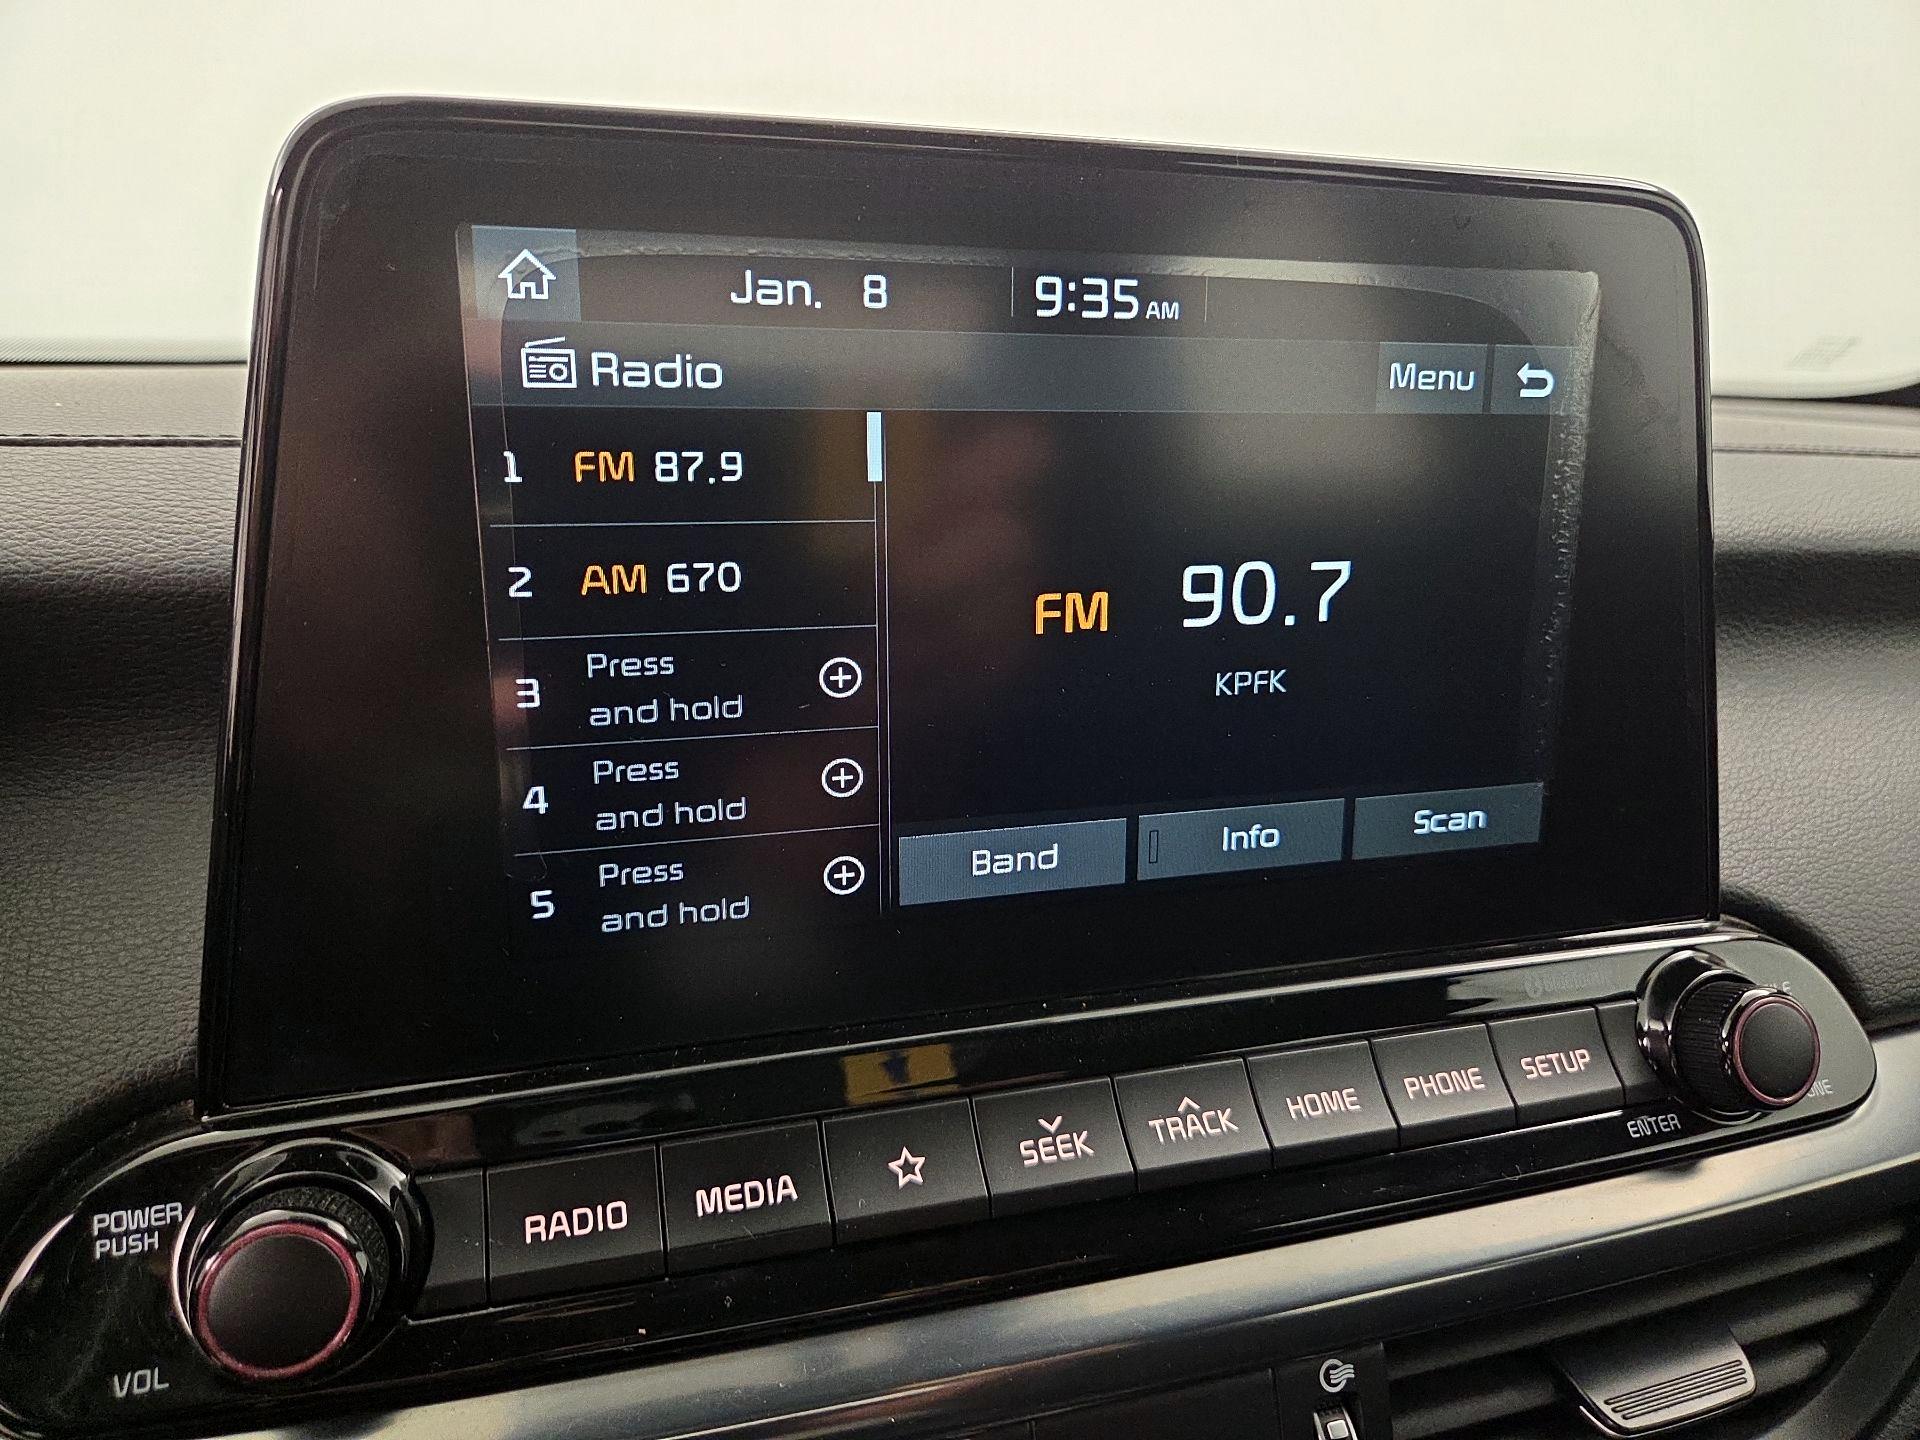 Jan. 8 9:35 AM
Radio Menu
1 FM 87.9
2 AM 670
3 Press
and hold
4 Press
and hold
5 Press
and hold
FM 90.7
KPFK
Band Info Scan
POWER
PUSH
VOL
RADIO
MEDIA
SEEK
TRACK
HOME
PHONE
SETUP
ENTER